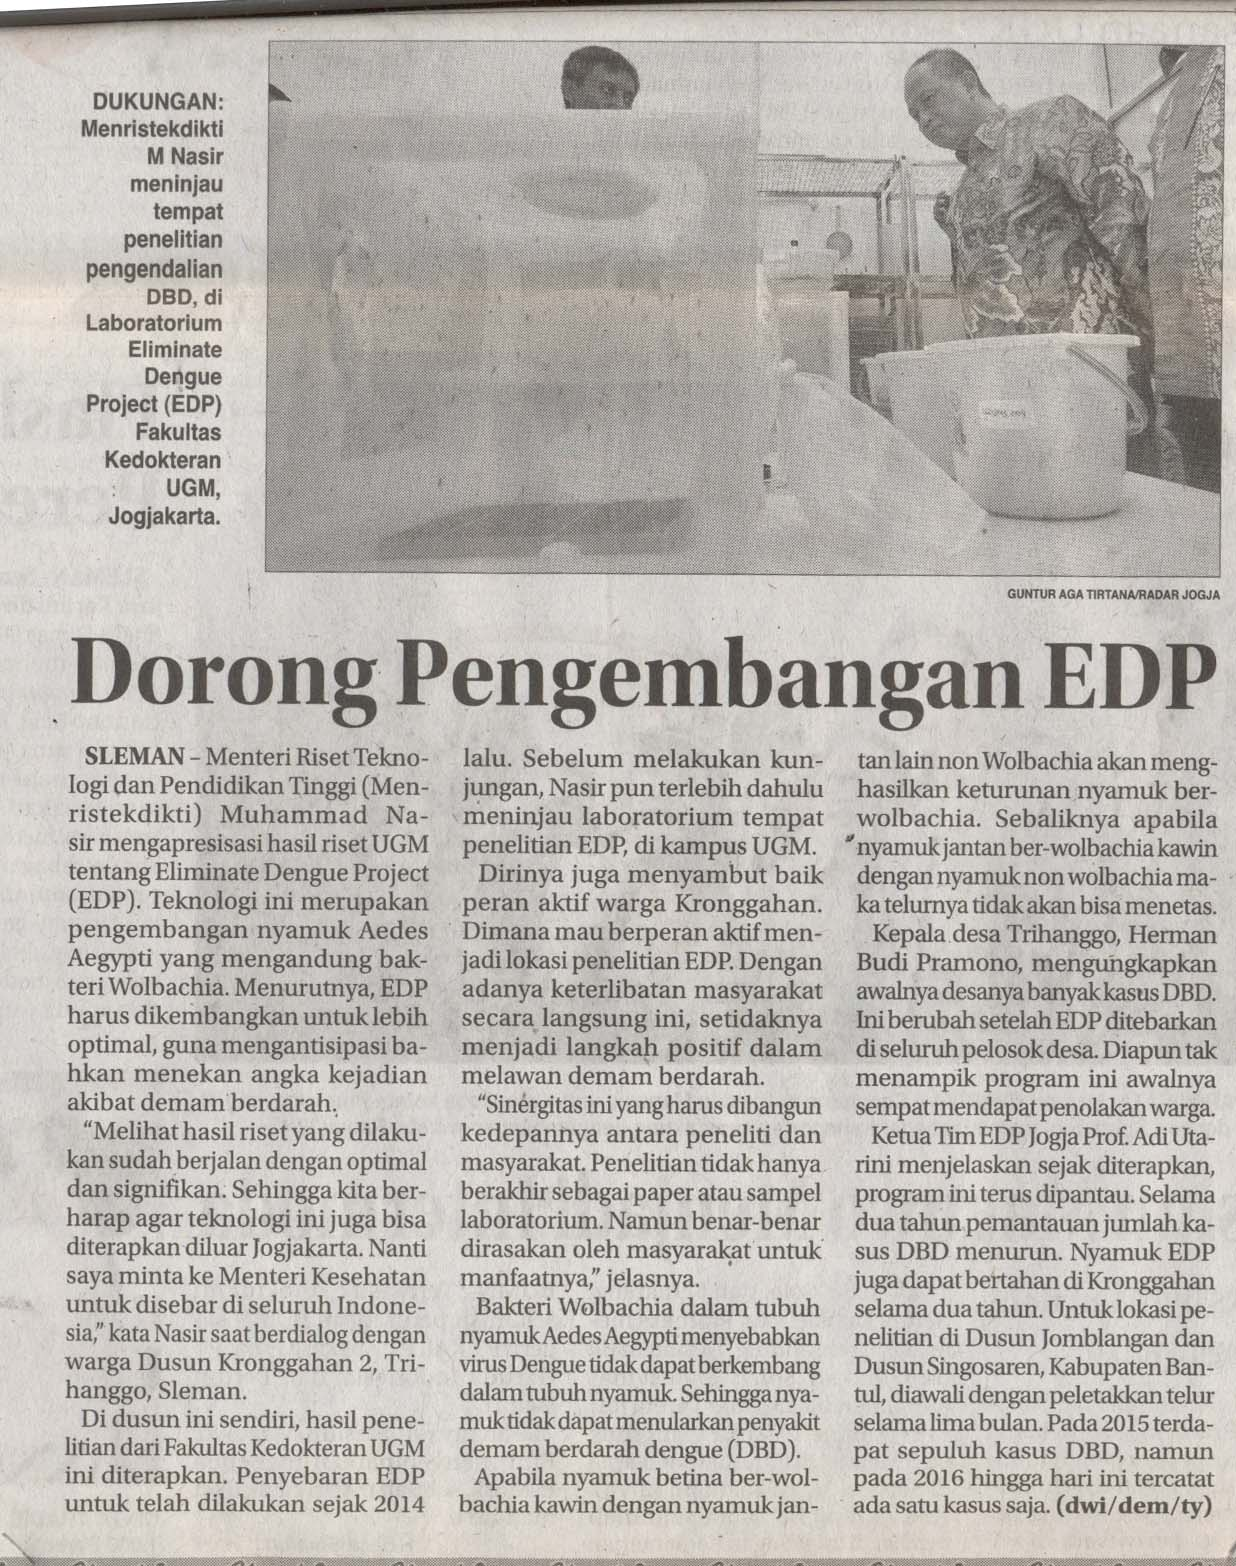 DUKUNGAN:
Menristekdikti
M Nasir
meninjau
tempat
penelitian
pengendalian
DBD, di
Laboratorium
Eliminate
Dengue
Project (EDP)
Fakultas
Kedokteran
UGM,
Jogjakarta.
GUNTUR AGA TIRTANA/RADAR JOGJA
Dorong Pengembangan EDP
SLEMAN – Menteri Riset Tekno-
logi dan Pendidikan Tinggi (Men-
ristekdikti) Muhammad Na-
sir mengapresisasi hasil riset UGM
tentang Eliminate Dengue Project
(EDP). Teknologi ini merupakan
pengembangan nyamuk Aedes
Aegypti yang mengandung bak-
teri Wolbachia. Menurutnya, EDP
harus dikembangkan untuk lebih
optimal, guna mengantisipasi ba-
hkan menekan angka kejadian
akibat demam berdarah.
“Melihat hasil riset yang dilaku-
kan sudah berjalan dengan optimal
dan signifikan. Sehingga kita ber-
harap agar teknologi ini juga bisa
diterapkan diluar Jogjakarta. Nanti
saya minta ke Menteri Kesehatan
untuk disebar di seluruh Indone-
sia,” kata Nasir saat berdialog dengan
warga Dusun Kronggahan 2, Tri-
hanggo, Sleman.
Di dusun ini sendiri, hasil pene-
litian dari Fakultas Kedokteran UGM
ini diterapkan. Penyebaran EDP
untuk telah dilakukan sejak 2014
lalu. Sebelum melakukan kun-
jungan, Nasir pun terlebih dahulu
meninjau laboratorium tempat
penelitian EDP, di kampus UGM.
Dirinya juga menyambut baik
peran aktif warga Kronggahan.
Dimana mau berperan aktif men-
jadi lokasi penelitian EDP. Dengan
adanya keterlibatan masyarakat
secara langsung ini, setidaknya
menjadi langkah positif dalam
melawan demam berdarah.
“Sinergitas ini yang harus dibangun
kedepannya antara peneliti dan
masyarakat. Penelitian tidak hanya
berakhir sebagai paper atau sampel
laboratorium. Namun benar-benar
dirasakan oleh masyarakat untuk
manfaatnya,” jelasnya.
Bakteri Wolbachia dalam tubuh
nyamuk Aedes Aegypti menyebabkan
virus Dengue tidak dapat berkembang
dalam tubuh nyamuk. Sehingga nya-
muk tidak dapat menularkan penyakit
demam berdarah dengue (DBD).
Apabila nyamuk betina ber-wol-
bachia kawin dengan nyamuk jan-
tan lain non Wolbachia akan meng-
hasilkan keturunan nyamuk ber-
wolbachia. Sebaliknya apabila
nyamuk jantan ber-wolbachia kawin
dengan nyamuk non wolbachia ma-
ka telurnya tidak akan bisa menetas.
Kepala desa Trihanggo, Herman
Budi Pramono, mengungkapkan
awalnya desanya banyak kasus DBD.
Ini berubah setelah EDP ditebarkan
di seluruh pelosok desa. Diapun tak
menampik program ini awalnya
sempat mendapat penolakan warga.
Ketua Tim EDP Jogja Prof. Adi Uta-
rini menjelaskan sejak diterapkan,
program ini terus dipantau. Selama
dua tahun pemantauan jumlah ka-
sus DBD menurun. Nyamuk EDP
juga dapat bertahan di Kronggahan
selama dua tahun. Untuk lokasi pe-
nelitian di Dusun Jomblangan dan
Dusun Singosaren, Kabupaten Ban-
tul, diawali dengan peletakkan telur
selama lima bulan. Pada 2015 terda-
pat sepuluh kasus DBD, namun
pada 2016 hingga hari ini tercatat
ada satu kasus saja. (dwi/dem/ty)